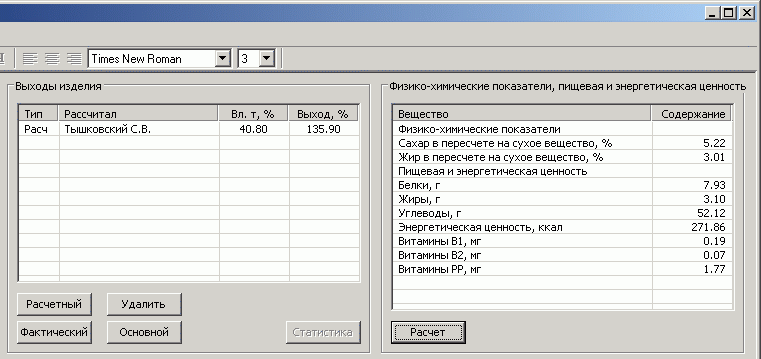 Times New Roman 3
Выходы изделия
Тип Рассчитал Вл. т, % Выход, %
Расч Тышковский С.В. 40.80 135.90
Расчетный Удалить
Фактический Основной Статистика
Физико-химические показатели, пищевая и энергетическая ценность
Вещество Содержание
Физико-химические показатели
Сахар в пересчете на сухое вещество, % 5.22
Жир в пересчете на сухое вещество, % 3.01
Пищевая и энергетическая ценность
Белки, г 7.93
Жиры, г 3.10
Углеводы, г 52.12
Энергетическая ценность, ккал 271.86
Витамины B1, мг 0.19
Витамины B2, мг 0.07
Витамины PP, мг 1.77
Расчет